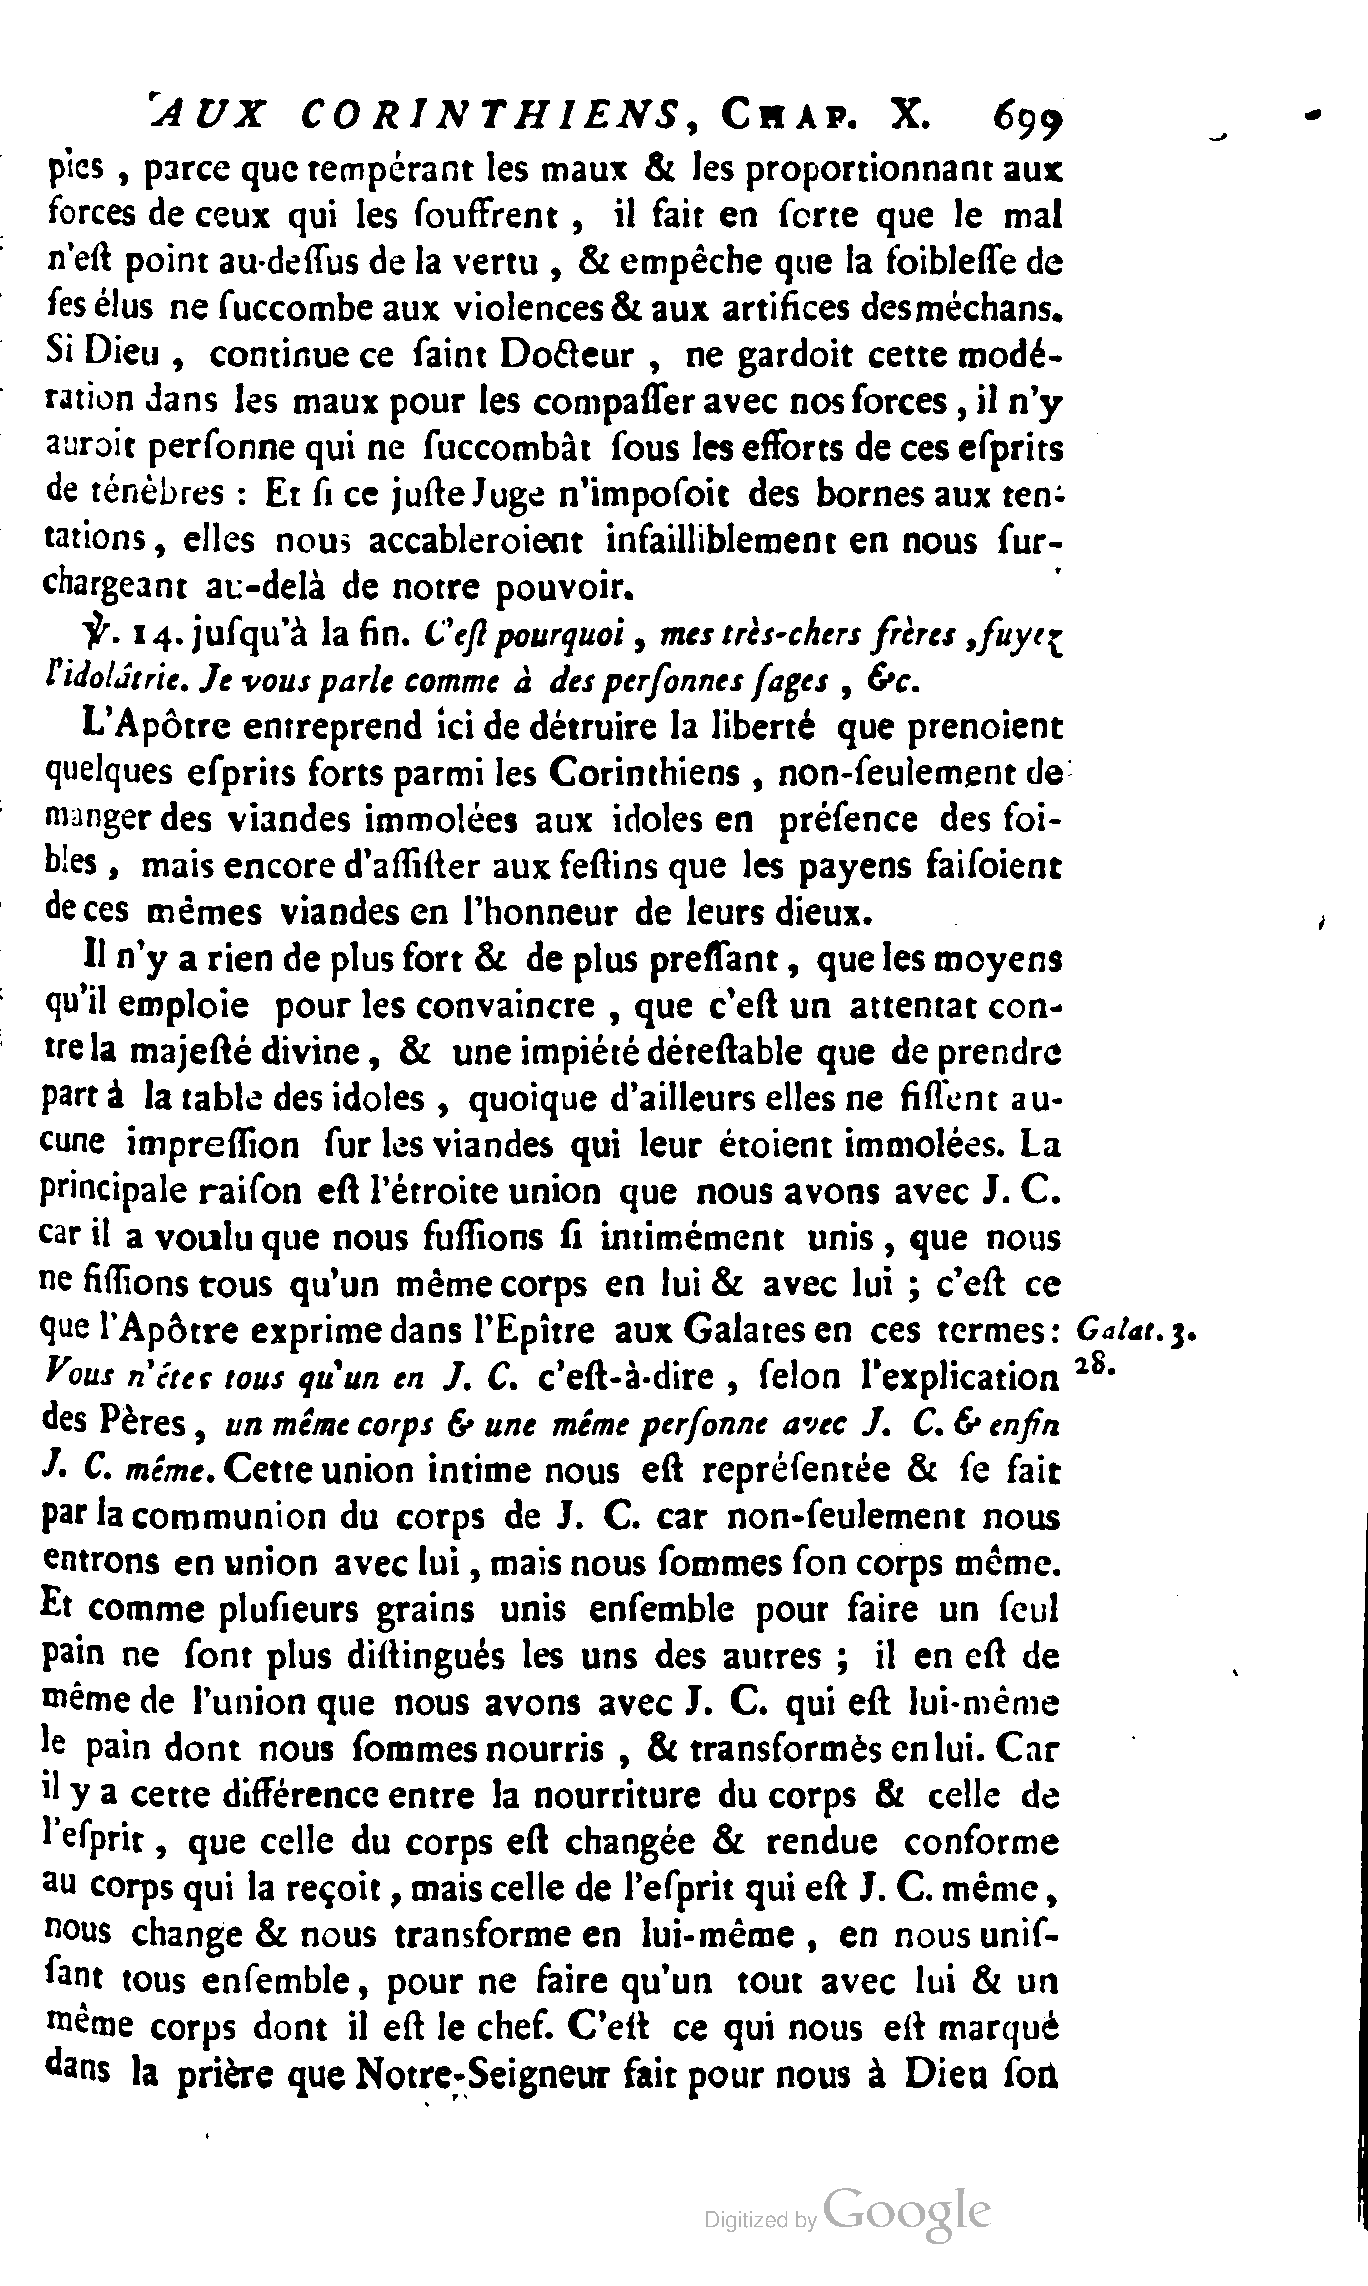 AUX CORINTHIENS, CHAP. X. 699
pies , parce que tempérant les maux & les proportionnant aux
forces de ceux qui les ſouffrent , il fait en ſorte que le mal
n'eſt point au-deſſus de la vertu , & empêche que la foibleſſe de
ſes élus ne ſuccombe aux violences & aux artifices des méchans.
Si Dieu , continue ce ſaint Docteur , ne gardoit cette modé-
ration dans les maux pour les compaſſer avec nos forces , il n'y
auroit perſonne qui ne ſuccombât ſous les efforts de ces eſprits
de ténèbres : Et ſi ce juſte Juge n'impoſoit des bornes aux ten-
tations, elles nous accableroient infailliblement en nous ſur-
chargeant au-delà de notre pouvoir.
℣. 14. juſqu'à la fin. C'eſt pourquoi , mes très-chers frères , fuyez
l'idolâtrie. Je vous parle comme à des perſonnes ſages , &c.
L'Apôtre entreprend ici de détruire la liberté que prenoient
quelques eſprits forts parmi les Corinthiens , non-ſeulement de
manger des viandes immolées aux idoles en préſence des foi-
bles , mais encore d'aſſiſter aux feſtins que les payens faiſoient
de ces mêmes viandes en l'honneur de leurs dieux.
Il n'y a rien de plus fort & de plus preſſant , que les moyens
qu'il emploie pour les convaincre , que c'eſt un attentat con-
tre la majeſté divine , & une impiété déteſtable que de prendre
part à la table des idoles , quoique d'ailleurs elles ne fiſſent au-
cune impreſſion ſur les viandes qui leur étoient immolées. La
principale raiſon eſt l'étroite union que nous avons avec J. C.
car il a voulu que nous fuſſions ſi intimément unis , que nous
ne fiſſions tous qu'un même corps en lui & avec lui ; c'eſt ce
que l'Apôtre exprime dans l'Epître aux Galates en ces termes : Galat. 3.
Vous n'étes tous qu'un en J. C. c'eſt-à-dire , ſelon l'explication 28.
des Pères , un même corps & une même perſonne avec J. C. & enfin
J. C. même. Cette union intime nous eſt repréſentée & ſe fait
par la communion du corps de J. C. car non-ſeulement nous
entrons en union avec lui , mais nous ſommes ſon corps même.
Et comme pluſieurs grains unis enſemble pour faire un ſeul
pain ne ſont plus diſtingués les uns des autres ; il en eſt de
même de l'union que nous avons avec J. C. qui eſt lui-même
le pain dont nous ſommes nourris , & transformés en lui. Car
il y a cette différence entre la nourriture du corps & celle de
l'eſprit , que celle du corps eſt changée & rendue conforme
au corps qui la reçoit , mais celle de l'eſprit qui eſt J. C. même ,
nous change & nous transforme en lui-même , en nous uniſ-
ſant tous enſemble , pour ne faire qu'un tout avec lui & un
même corps dont il eſt le chef. C'eſt ce qui nous eſt marqué
dans la prière que Notre-Seigneur fait pour nous à Dieu ſon
Digitized by Google